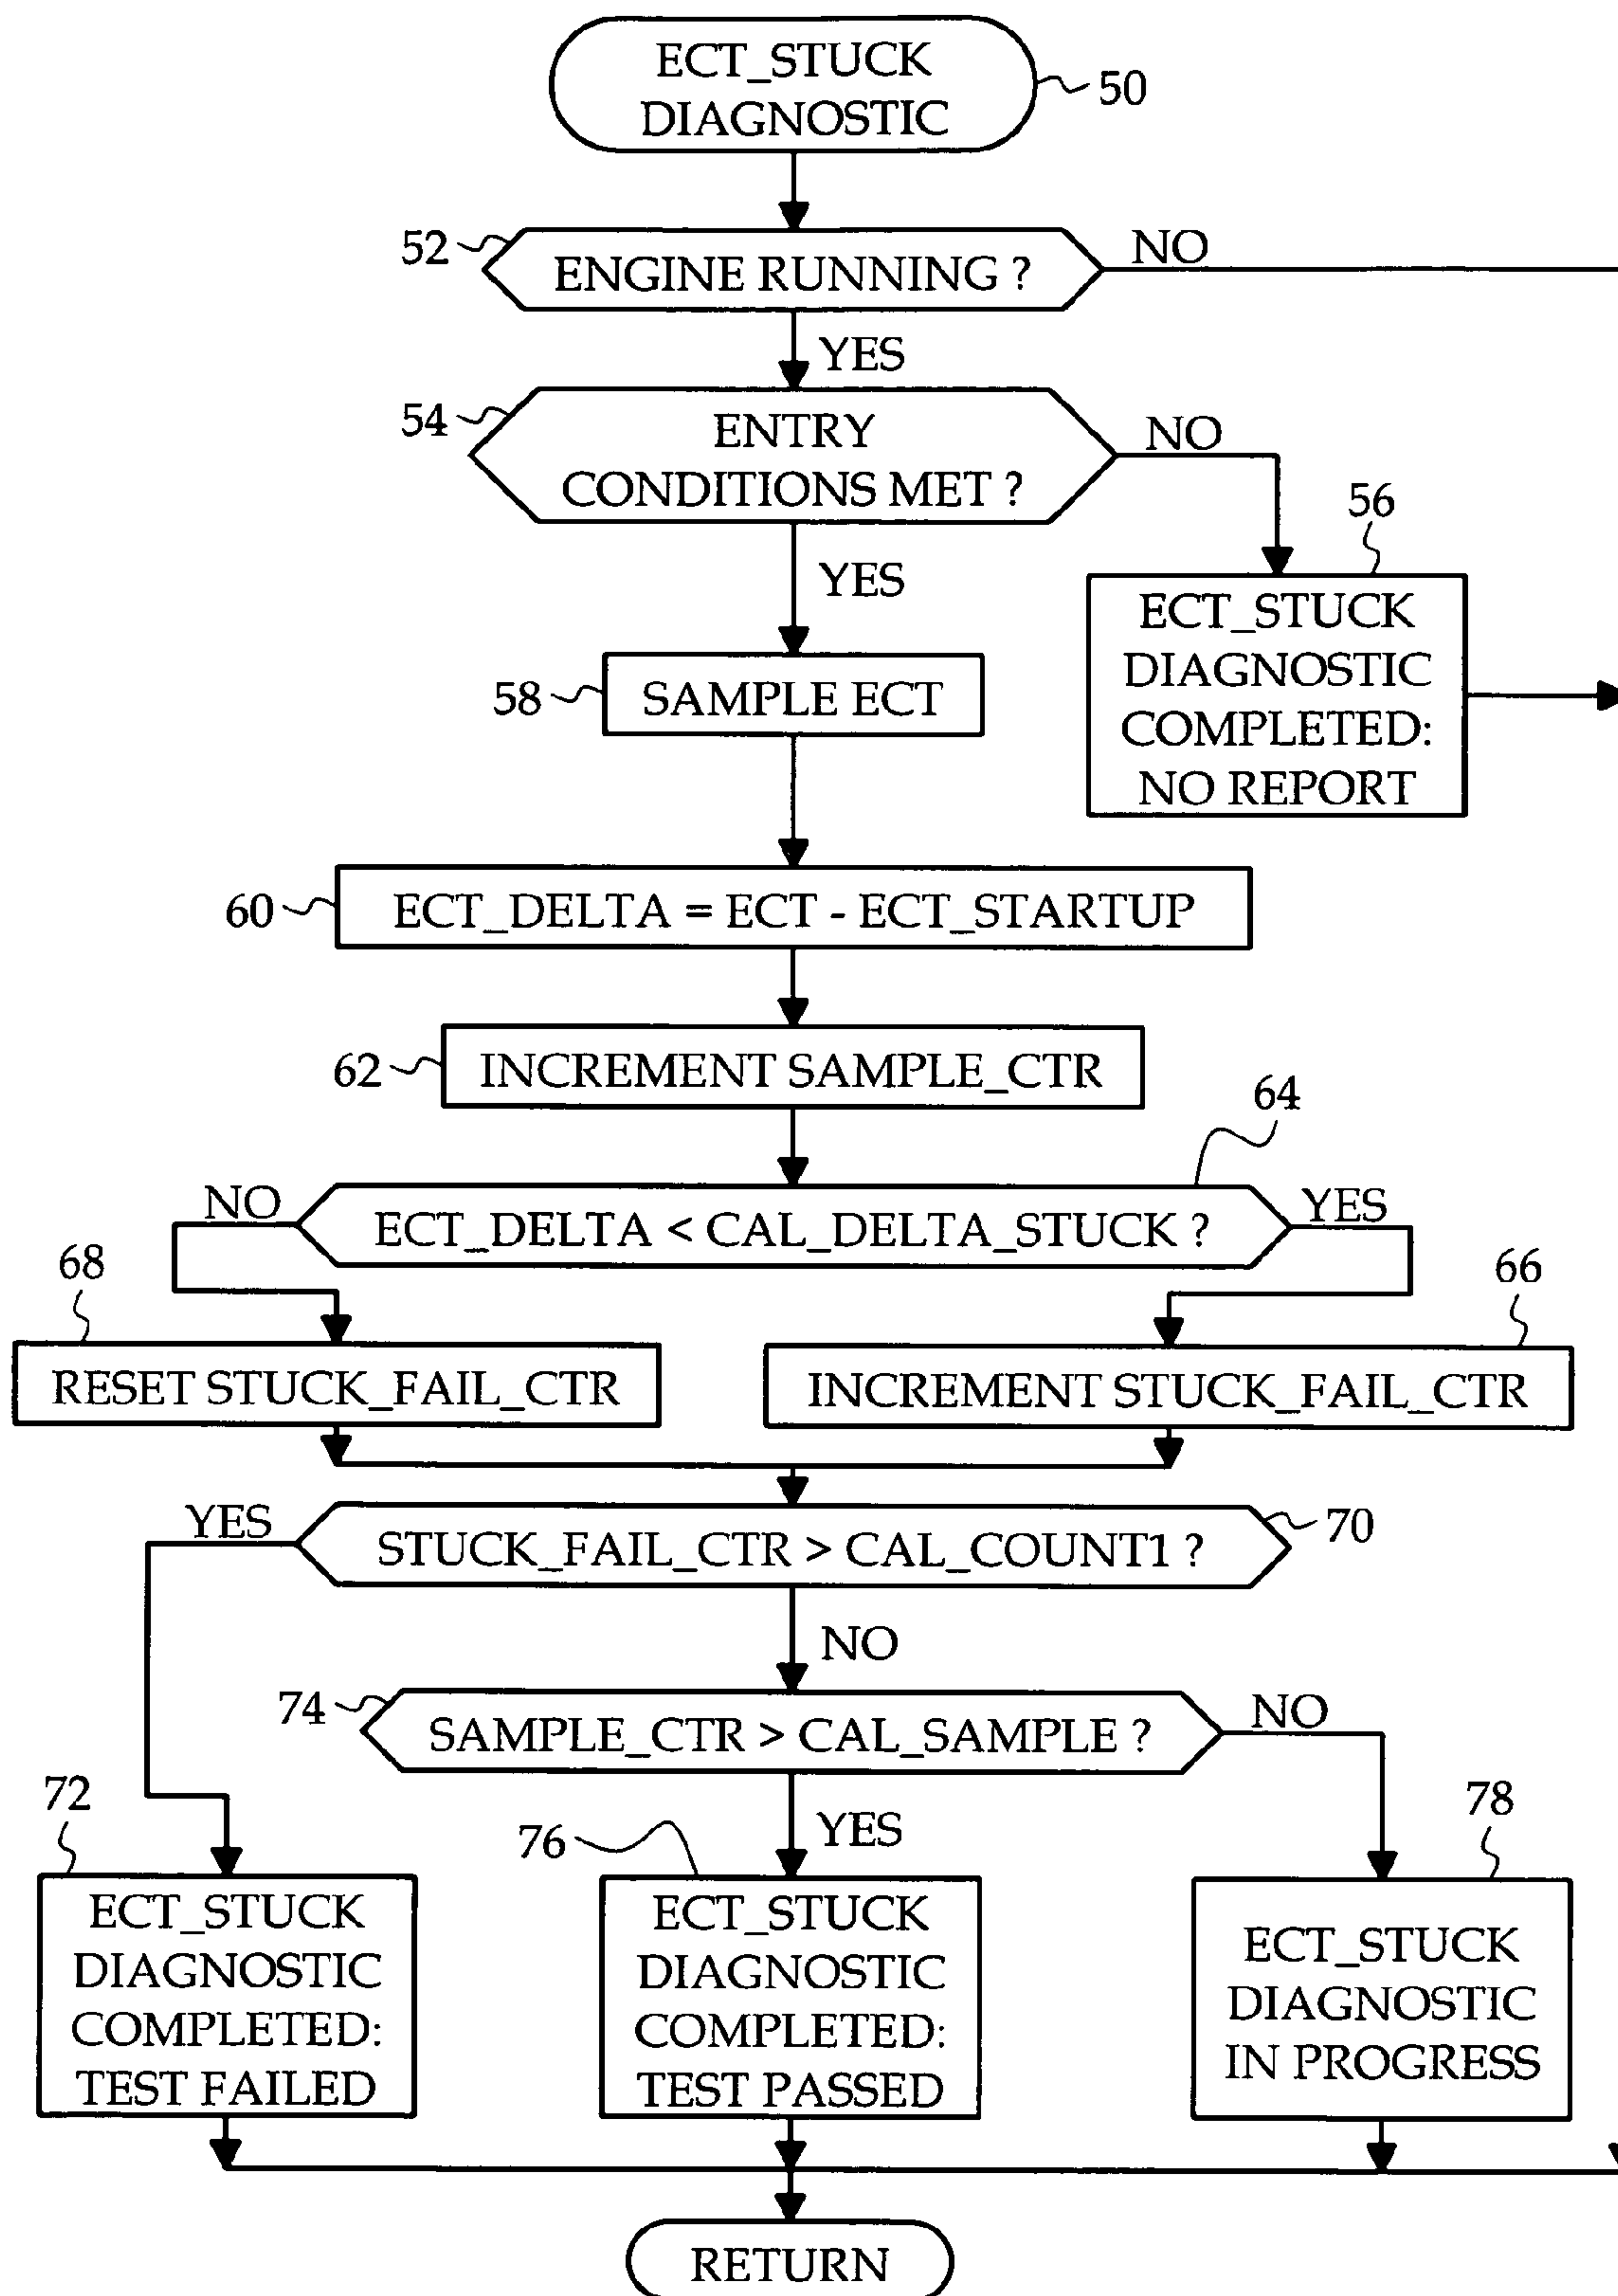 ECT_STUCK
DIAGNOSTIC
50
52
ENGINE RUNNING ?
NO
YES
54
ENTRY
CONDITIONS MET ?
NO
YES
56
ECT_STUCK
DIAGNOSTIC
COMPLETED:
NO REPORT
58
SAMPLE ECT
60
ECT_DELTA = ECT - ECT_STARTUP
62
INCREMENT SAMPLE_CTR
64
NO
ECT_DELTA < CAL_DELTA_STUCK ?
YES
68
66
RESET STUCK_FAIL_CTR
INCREMENT STUCK_FAIL_CTR
YES
STUCK_FAIL_CTR > CAL_COUNT1 ?
70
NO
74
SAMPLE_CTR > CAL_SAMPLE ?
NO
YES
72
ECT_STUCK
DIAGNOSTIC
COMPLETED:
TEST FAILED
76
ECT_STUCK
DIAGNOSTIC
COMPLETED:
TEST PASSED
78
ECT_STUCK
DIAGNOSTIC
IN PROGRESS
RETURN